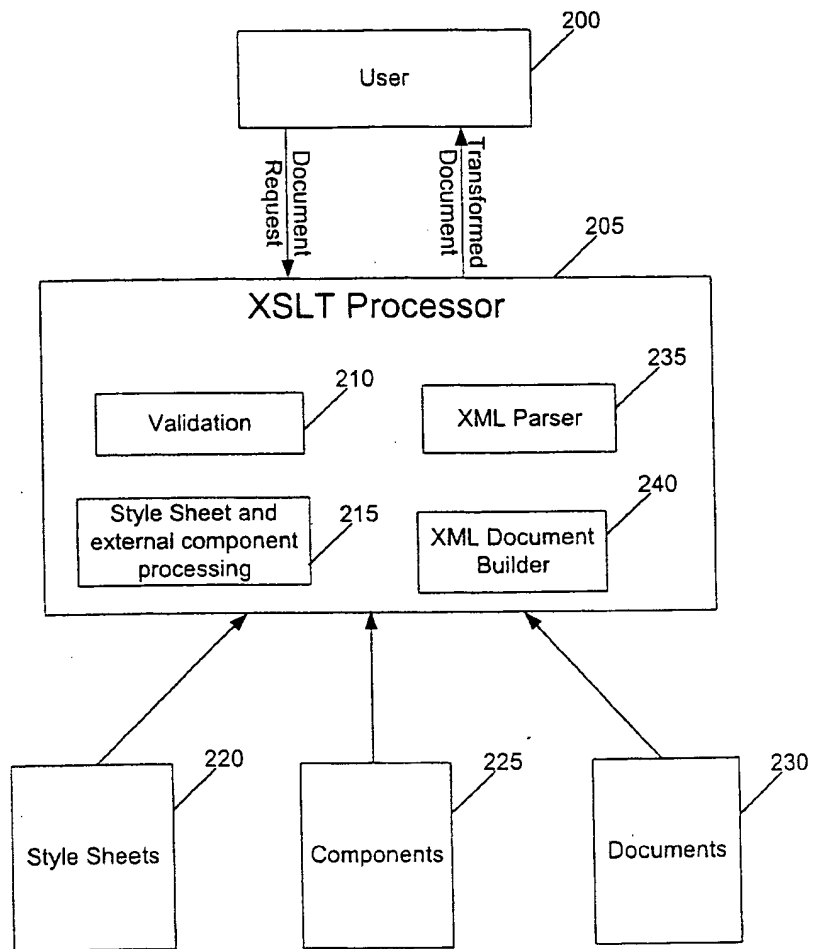 200
User
Document
Request
Transformed
Document
205
XSLT Processor
210
Validation
235
XML Parser
Style Sheet and
external component
processing
215
240
XML Document
Builder
220
Style Sheets
225
Components
230
Documents